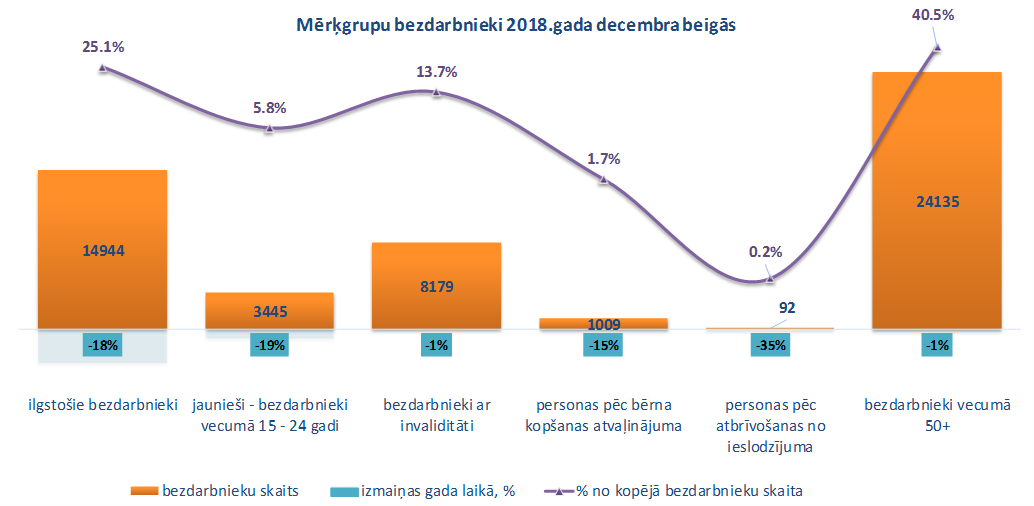 Mērķgrupu bezdarbnieki 2018.gada decembra beigās
40.5%
25.1%
13.7%
5.8%
1.7%
0.2%
24135
14944
8179
3445
1009
92
-18%
-19%
-1%
-15%
-35%
-1%
ilgstošie bezdarbnieki
jaunieši - bezdarbnieki
vecumā 15 - 24 gadi
bezdarbnieki ar
invaliditāti
personas pēc bērna
kopšanas atvaļinājuma
personas pēc
atbrīvošanas no
ieslodzījuma
bezdarbnieki vecumā
50+
bezdarbnieku skaits
izmaiņas gada laikā, %
% no kopējā bezdarbnieku skaita